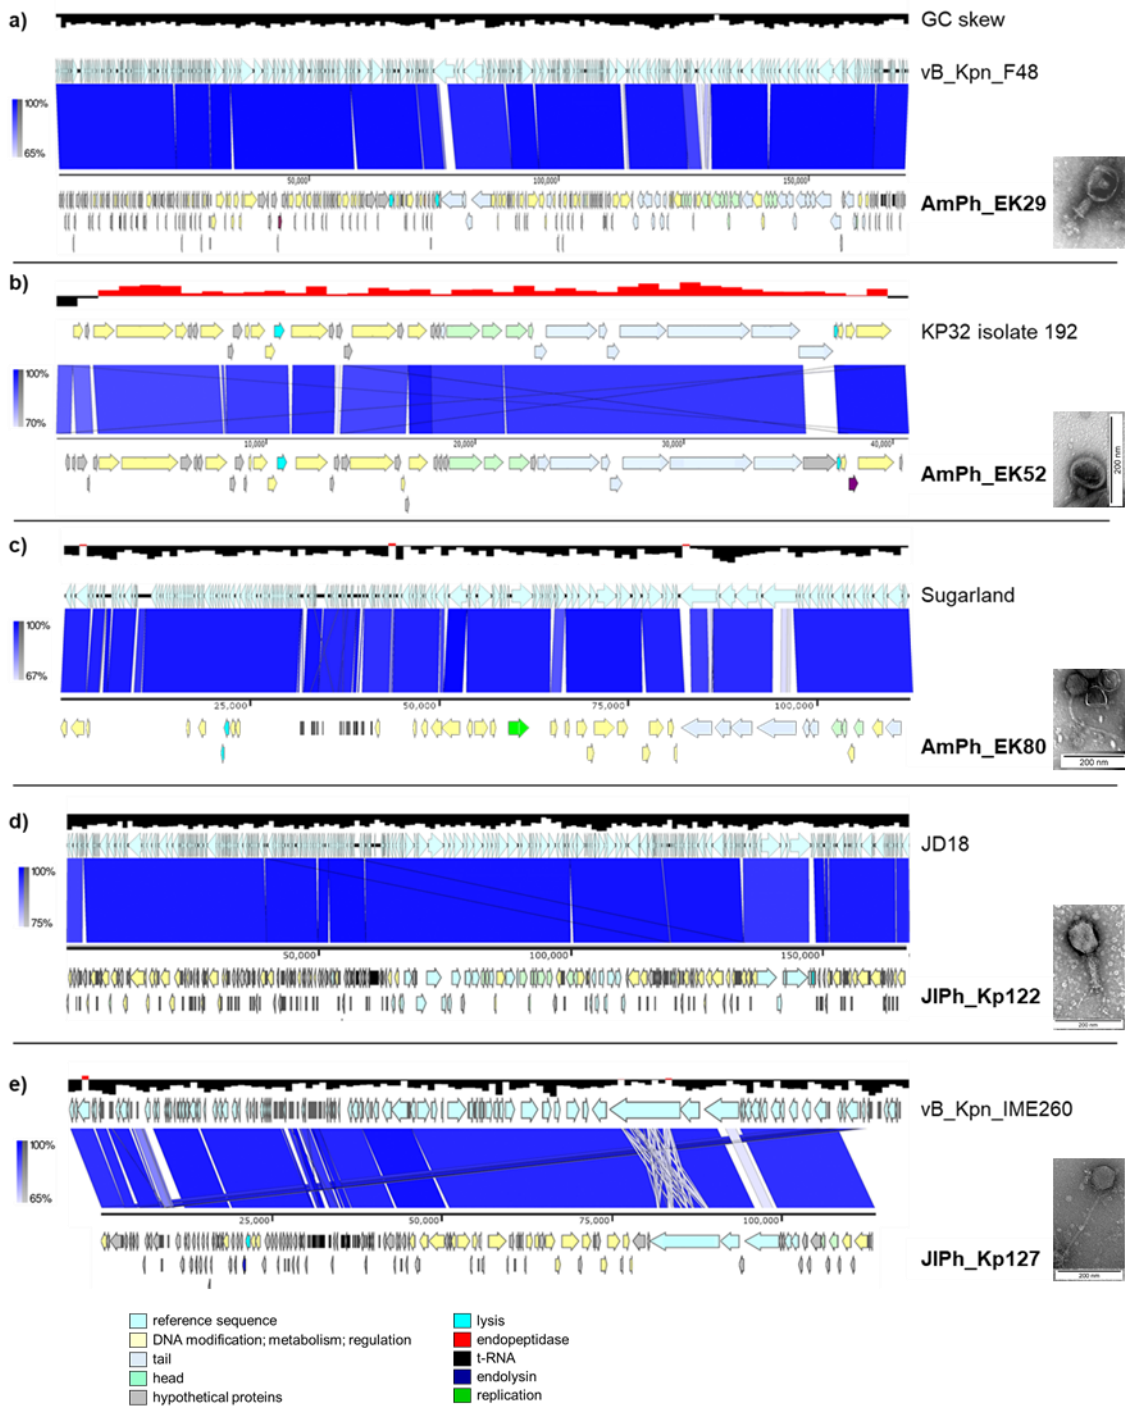 a)
GC skew
vB_Kpn_F48
100%
65%
50,000
100,000
150,000
AmPh_EK29
b)
KP32 isolate 192
100%
70%
10,000
20,000
30,000
40,000
AmPh_EK52
200 nm
c)
Sugarland
100%
67%
25,000
50,000
75,000
100,000
AmPh_EK80
200 nm
d)
JD18
100%
75%
50,000
100,000
150,000
JIPh_Kp122
200 nm
e)
vB_Kpn_IME260
100%
65%
25,000
50,000
75,000
100,000
JIPh_Kp127
200 nm
reference sequence
DNA modification; metabolism; regulation
tail
head
hypothetical proteins
lysis
endopeptidase
t-RNA
endolysin
replication